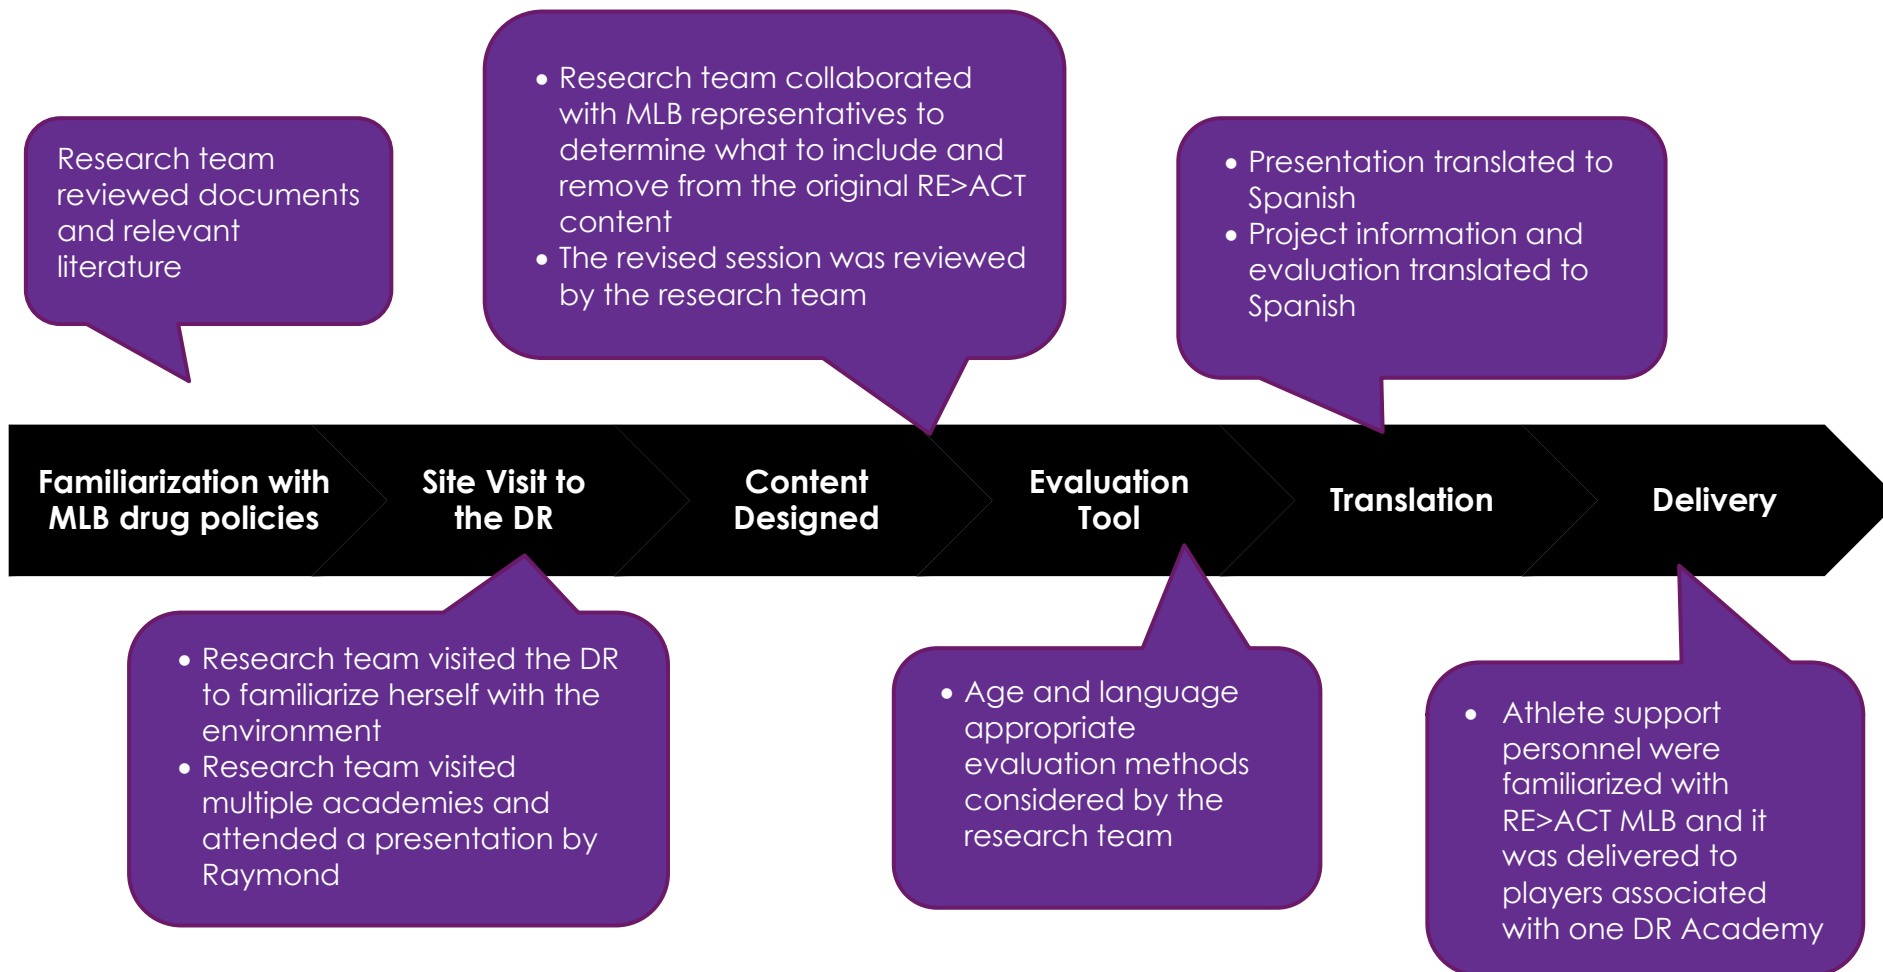 Research team
reviewed documents
and relevant
literature
• Research team collaborated
with MLB representatives to
determine what to include and
remove from the original RE>ACT
content
• The revised session was reviewed
by the research team
• Presentation translated to
Spanish
• Project information and
evaluation translated to
Spanish
Familiarization with
MLB drug policies
Site Visit to
the DR
Content
Designed
Evaluation
Tool
Translation
Delivery
• Research team visited the DR
to familiarize herself with the
environment
• Research team visited
multiple academies and
attended a presentation by
Raymond
• Age and language
appropriate
evaluation methods
considered by the
research team
• Athlete support
personnel were
familiarized with
RE>ACT MLB and it
was delivered to
players associated
with one DR Academy